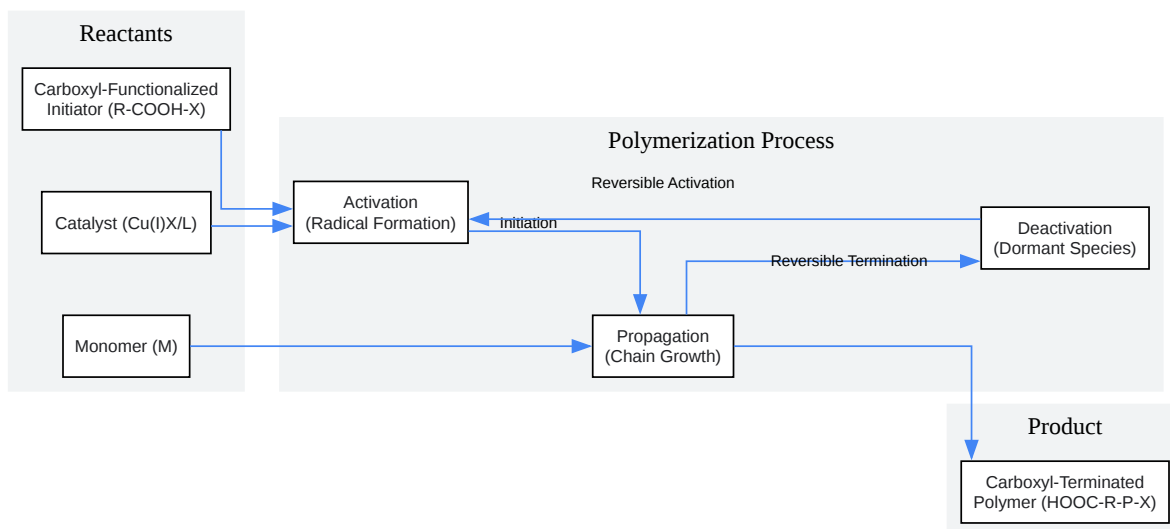 Reactants
Carboxyl-Functionalized
Initiator (R-COOH-X)
Catalyst (Cu(I)X/L)
Monomer (M)
Polymerization Process
Reversible Activation
Activation
(Radical Formation)
Initiation
Deactivation
(Dormant Species)
Reversible Termination
Propagation
(Chain Growth)
Product
Carboxyl-Terminated
Polymer (HOOC-R-P-X)